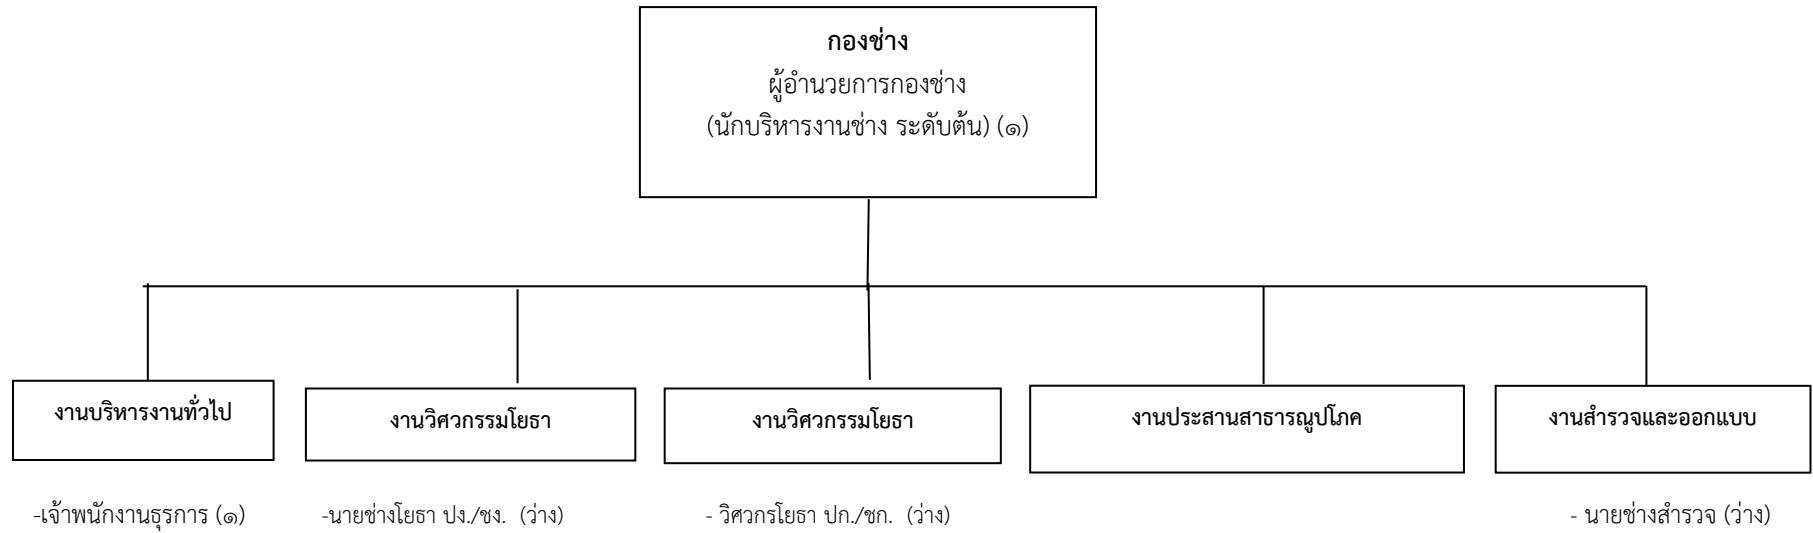 กองช่าง
ผู้อำนวยการกองช่าง
(นักบริหารงานช่าง ระดับต้น) (๑)
งานบริหารงานทั่วไป
งานวิศวกรรมโยธา
งานวิศวกรรมโยธา
งานประสานสาธารณูปโภค
งานสำรวจและออกแบบ
-เจ้าพนักงานธุรการ (๑)
-นายช่างโยธา ปง./ชง. (ว่าง)
- วิศวกรโยธา ปก./ชก. (ว่าง)
- นายช่างสำรวจ (ว่าง)